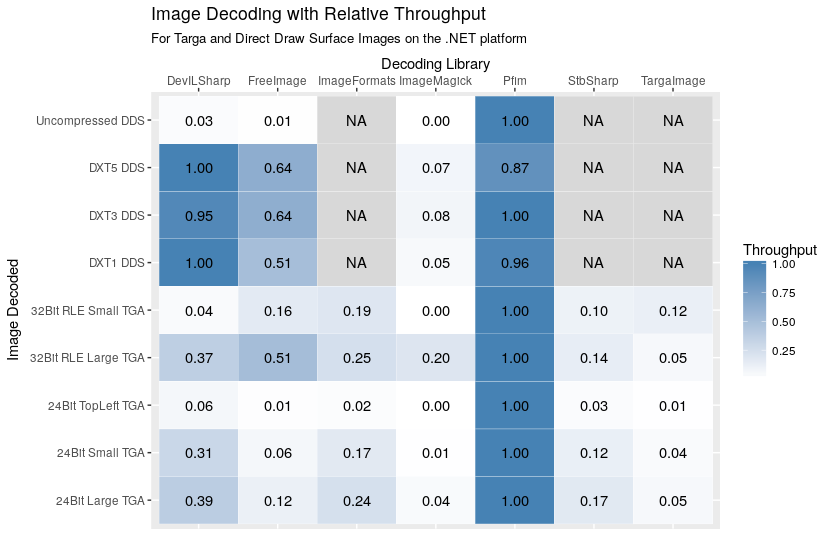 Image Decoding with Relative Throughput
For Targa and Direct Draw Surface Images on the .NET platform
Decoding Library
DevILSharp FreeImage ImageFormats ImageMagick Pfim StbSharp TargaImage
Uncompressed DDS 0.03 0.01 NA 0.00 1.00 NA NA
DXT5 DDS 1.00 0.64 NA 0.07 0.87 NA NA
DXT3 DDS 0.95 0.64 NA 0.08 1.00 NA NA
DXT1 DDS 1.00 0.51 NA 0.05 0.96 NA NA
32Bit RLE Small TGA 0.04 0.16 0.19 0.00 1.00 0.10 0.12
32Bit RLE Large TGA 0.37 0.51 0.25 0.20 1.00 0.14 0.05
24Bit TopLeft TGA 0.06 0.01 0.02 0.00 1.00 0.03 0.01
24Bit Small TGA 0.31 0.06 0.17 0.01 1.00 0.12 0.04
24Bit Large TGA 0.39 0.12 0.24 0.04 1.00 0.17 0.05
Image Decoded
Throughput
1.00
0.75
0.50
0.25